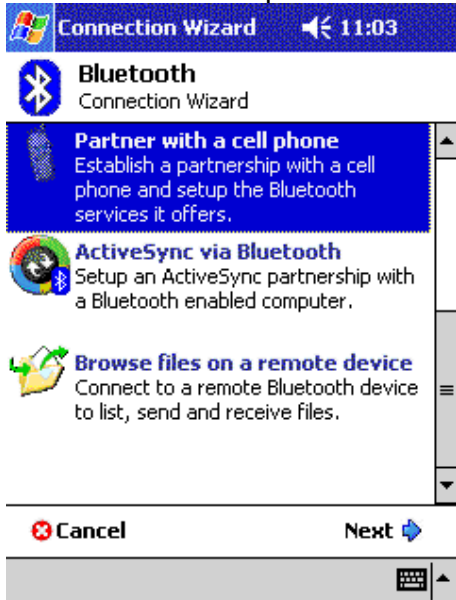 Connection Wizard 11:03
Bluetooth
Connection Wizard
Partner with a cell phone
Establish a partnership with a cell
phone and setup the Bluetooth
services it offers.
ActiveSync via Bluetooth
Setup an ActiveSync partnership with
a Bluetooth enabled computer.
Browse files on a remote device
Connect to a remote Bluetooth device
to list, send and receive files.
Cancel Next